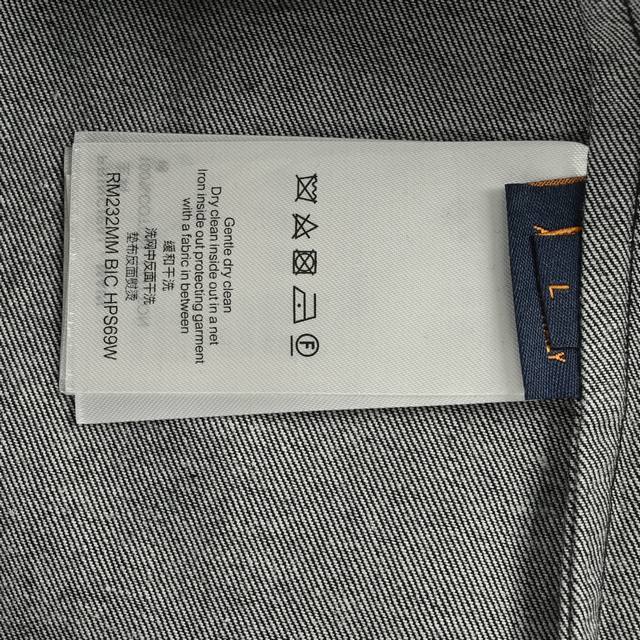 Gentle dry clean
Dry clean inside out in a net
Iron inside out protecting garment
with a fabric in between
缓和干洗
洗网中反面干洗
垫布反面熨烫
RM232MM BIC HPS69W
F
L